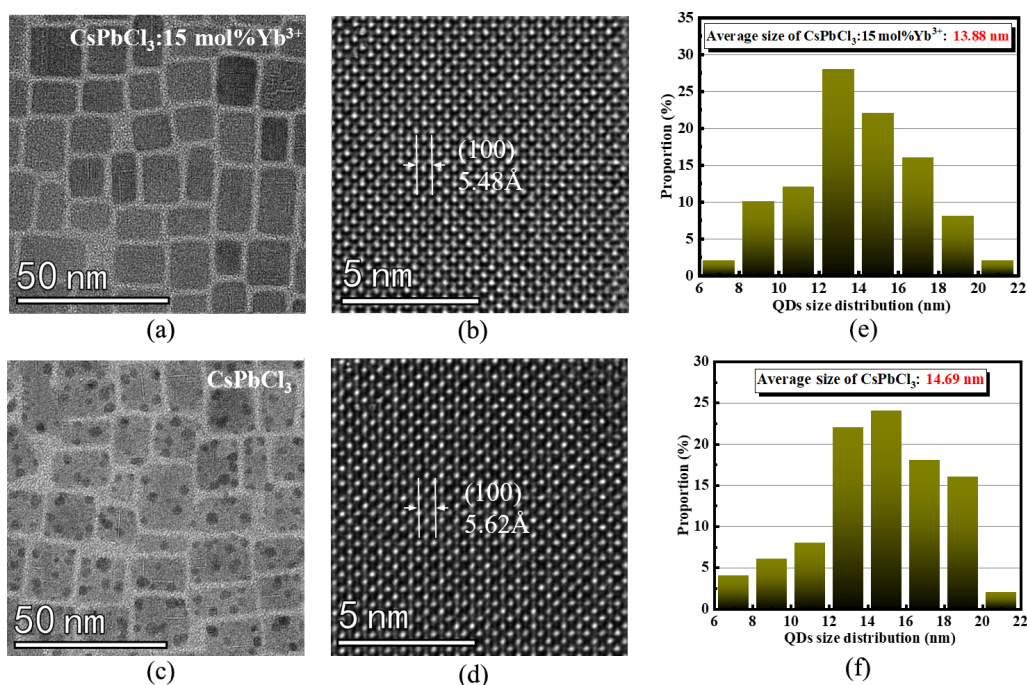 CsPbCl₃:15 mol%Yb³⁺
50 nm
(a)
(100)
5.48Å
5 nm
(b)
35
30
25
20
15
10
5
0
Proportion (%)
Average size of CsPbCl₃:15 mol%Yb³⁺: 13.88 nm
6 8 10 12 14 16 18 20 22
QDs size distribution (nm)
(e)
CsPbCl₃
50 nm
(c)
(100)
5.62Å
5 nm
(d)
30
25
20
15
10
5
0
Proportion (%)
Average size of CsPbCl₃: 14.69 nm
6 8 10 12 14 16 18 20 22
QDs size distribution (nm)
(f)